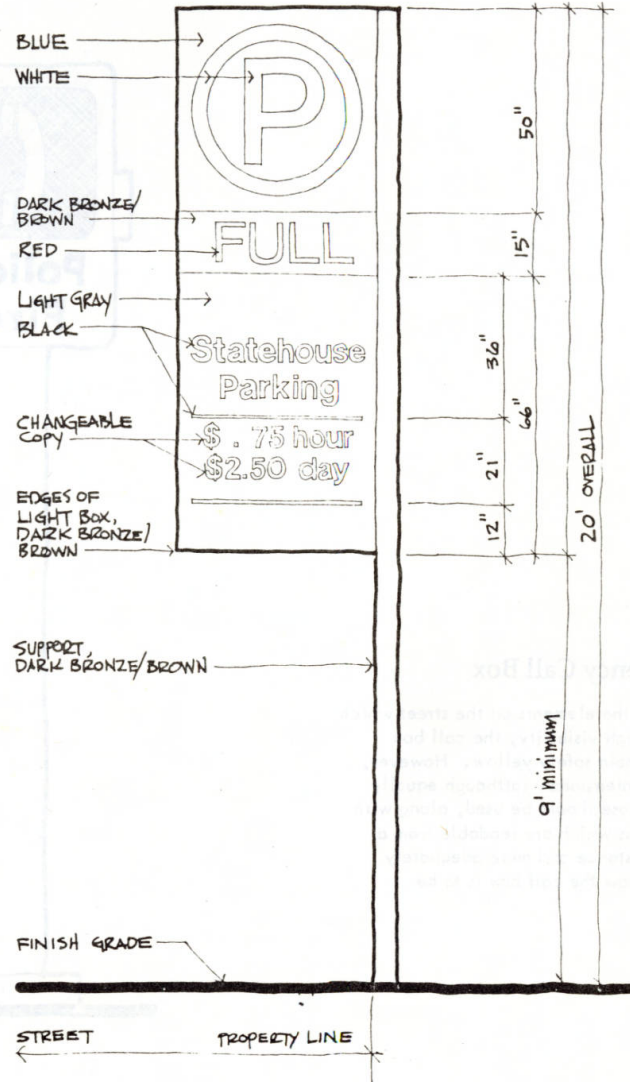 BLUE
WHITE
P
DARK BRONZE/
BROWN
RED
FULL
LIGHT GRAY
BLACK
Statehouse
Parking
CHANGEABLE
COPY
$ . 75 hour
$2.50 day
EDGES OF
LIGHT BOX,
DARK BRONZE/
BROWN
SUPPORT,
DARK BRONZE/BROWN
FINISH GRADE
STREET
PROPERTY LINE
50"
15"
36"
66"
21"
12"
20' OVERALL
9' minimum